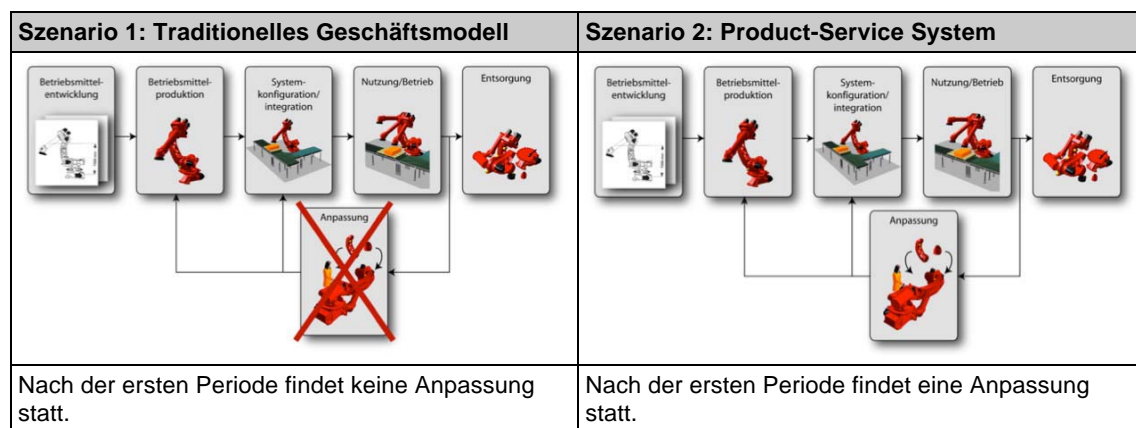 Szenario 1: Traditionelles Geschäftsmodell
Betriebsmittel-
entwicklung
Betriebsmittel-
produktion
System-
konfiguration/
integration
Nutzung/Betrieb
Entsorgung
Anpassung
Nach der ersten Periode findet keine Anpassung
statt.
Szenario 2: Product-Service System
Betriebsmittel-
entwicklung
Betriebsmittel-
produktion
System-
konfiguration/
integration
Nutzung/Betrieb
Entsorgung
Anpassung
Nach der ersten Periode findet eine Anpassung
statt.